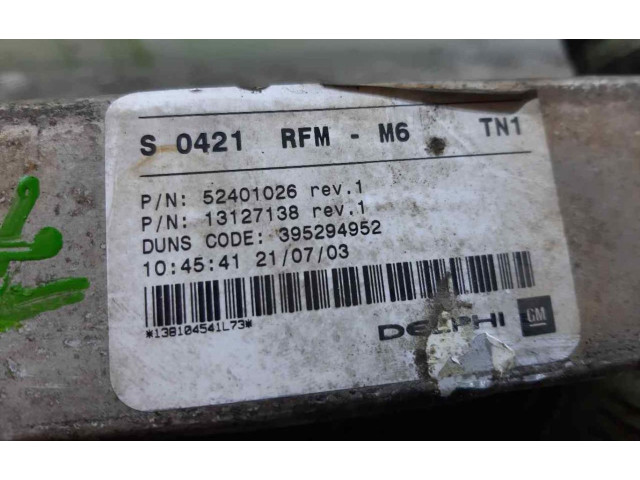 S 0421 RFM - M6 TN1
P/N: 52401026 rev.1
P/N: 13127138 rev.1
DUNS CODE: 395294952
10:45:41 21/07/03
*138104541L73*
DELPHI GM